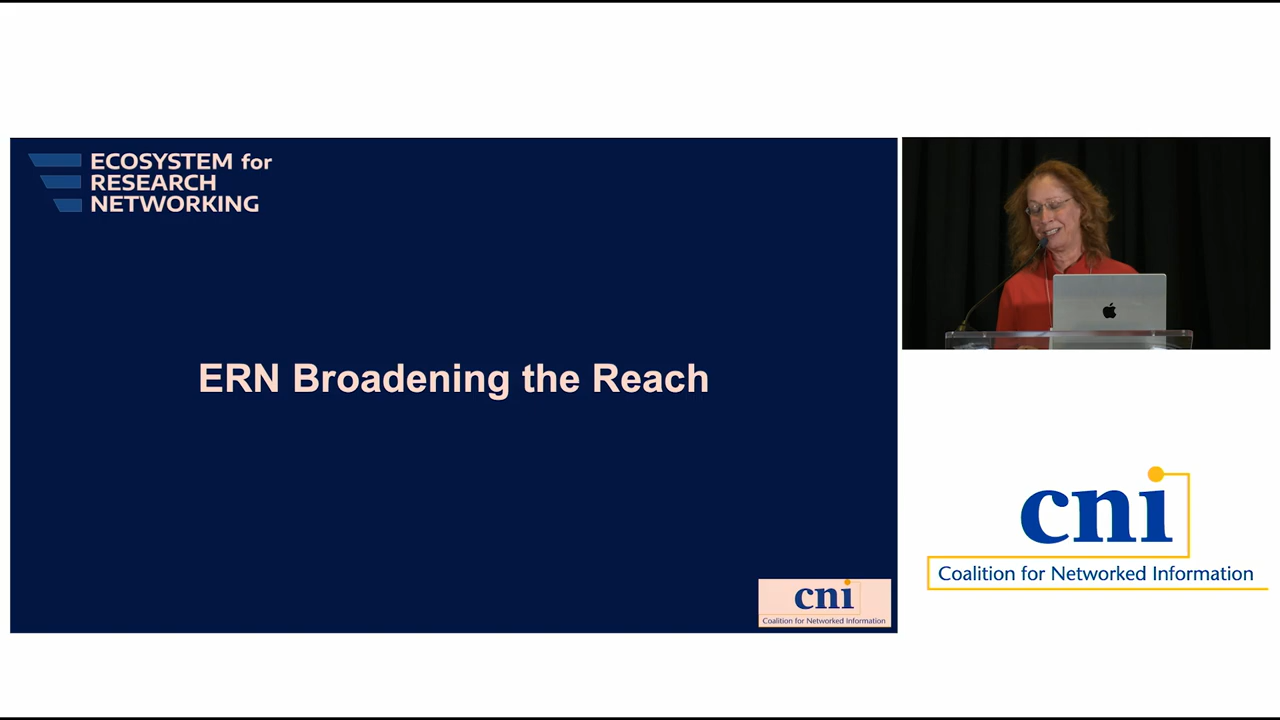 ECOSYSTEM for
RESEARCH
NETWORKING
ERN Broadening the Reach
cni
Coalition for Networked Information
cni
Coalition for Networked Information